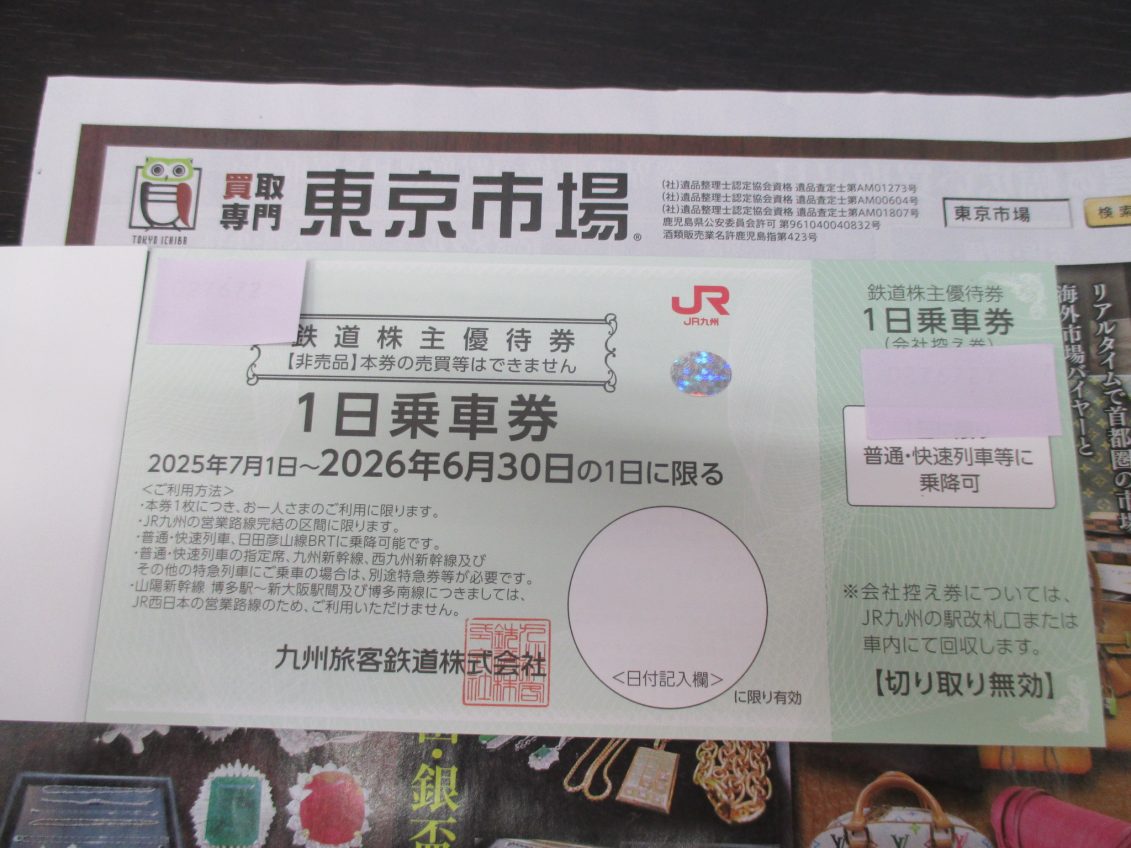 TOKYO ICHIBA
買取
専門
東京市場®
(社)遺品整理士認定協会資格 遺品査定士第AM01273号
(社)遺品整理士認定協会資格 遺品査定士第AM00604号
(社)遺品整理士認定協会資格 遺品査定士第AM01807号
鹿児島県公安委員会許可 第961040040832号
酒類販売業名許鹿児島指第423号
東京市場
検索
鉄道株主優待券
【非売品】本券の売買等はできません
JR
JR九州
1日乗車券
2025年7月1日～2026年6月30日の1日に限る
＜ご利用方法＞
・本券1枚につき、お一人さまのご利用に限ります。
・JR九州の営業路線完結の区間に限ります。
・普通・快速列車、日田彦山線BRTに乗降可能です。
・普通・快速列車の指定席、九州新幹線、西九州新幹線及び
その他の特急列車にご乗車の場合は、別途特急券等が必要です。
・山陽新幹線 博多駅～新大阪駅間及び博多南線につきましては、
JR西日本の営業路線のため、ご利用いただけません。
九州旅客鉄道株式会社
＜日付記入欄＞
に限り有効
鉄道株主優待券
1日乗車券
(会社控え券)
普通・快速列車等に
乗降可
※会社控え券については、
JR九州の駅改札口または
車内にて回収します。
【切り取り無効】
リアルタイムで首都圏の市場
海外市場バイヤーと
・銀盃